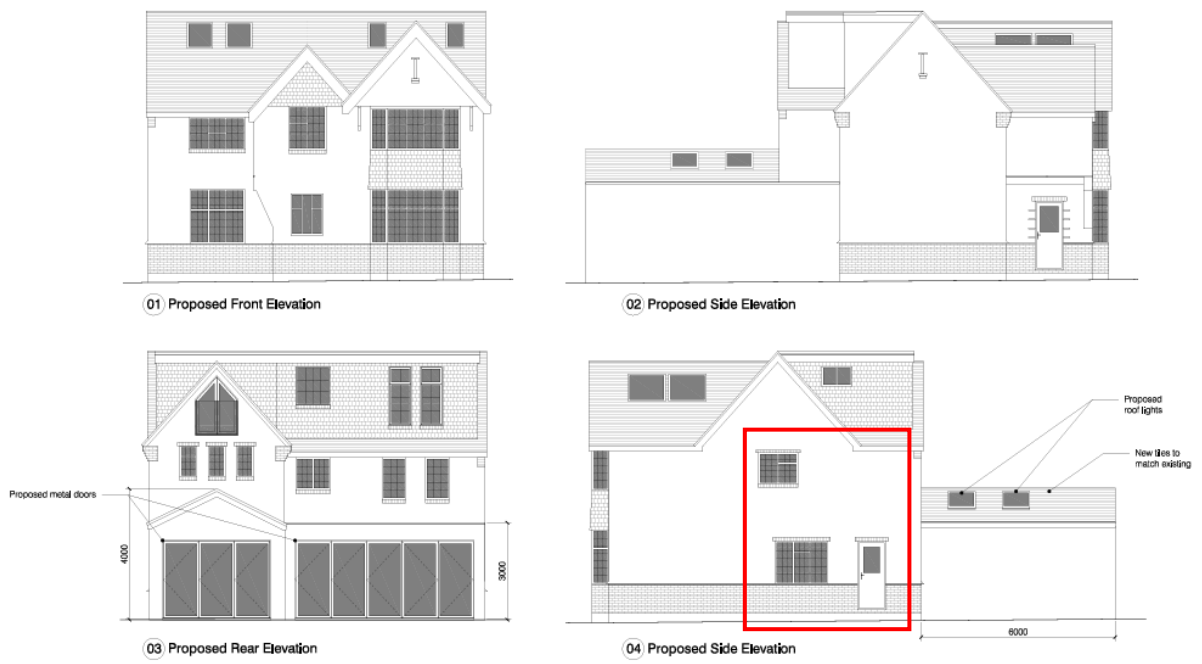 01 Proposed Front Elevation
02 Proposed Side Elevation
Proposed metal doors
4000
3000
03 Proposed Rear Elevation
Proposed
roof lights
New tiles to
match existing
6000
04 Proposed Side Elevation